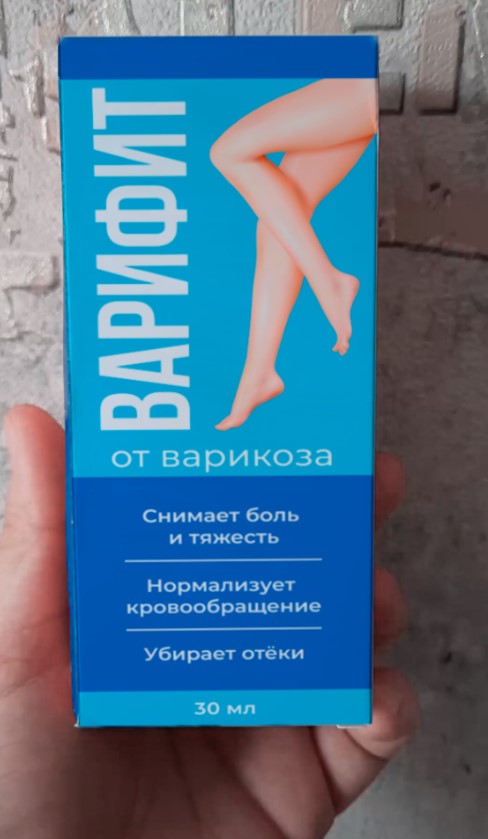 ВАРИФИТ
от варикоза
Снимает боль
и тяжесть
Нормализует
кровообращение
Убирает отёки
30 мл